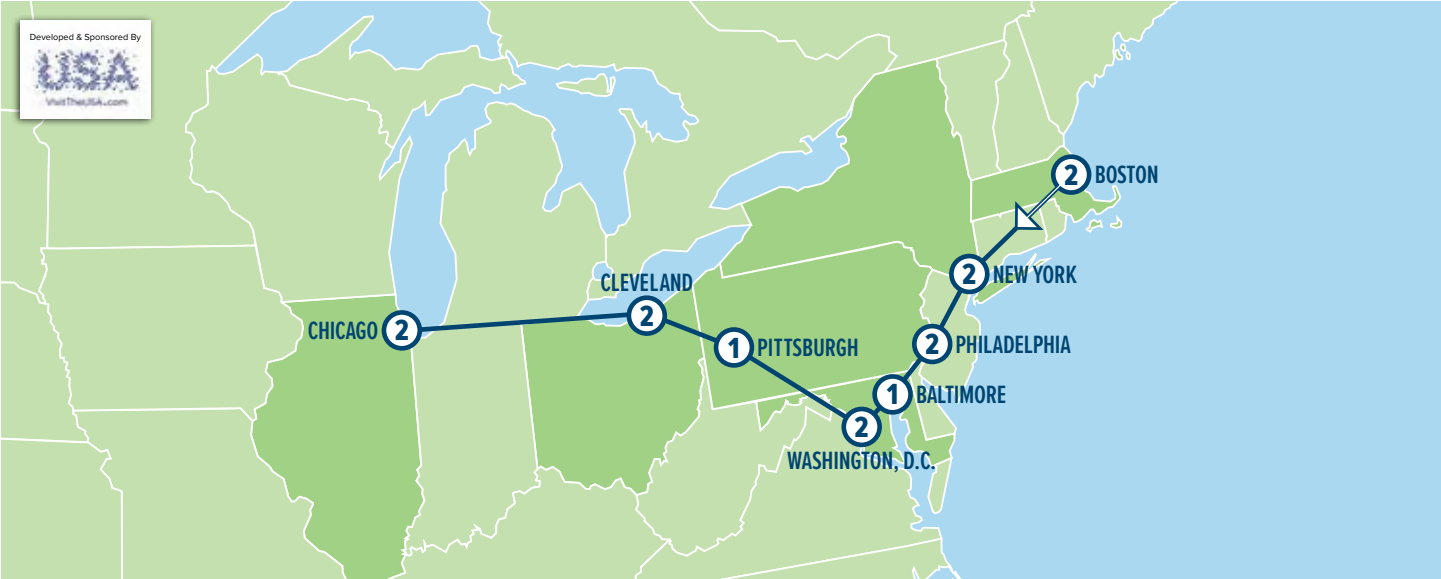 Developed & Sponsored By
USA
VisitTheUSA.com
2 BOSTON
2 NEW YORK
CLEVELAND
2
CHICAGO 2
1 PITTSBURGH
2 PHILADELPHIA
1 BALTIMORE
2
WASHINGTON, D.C.